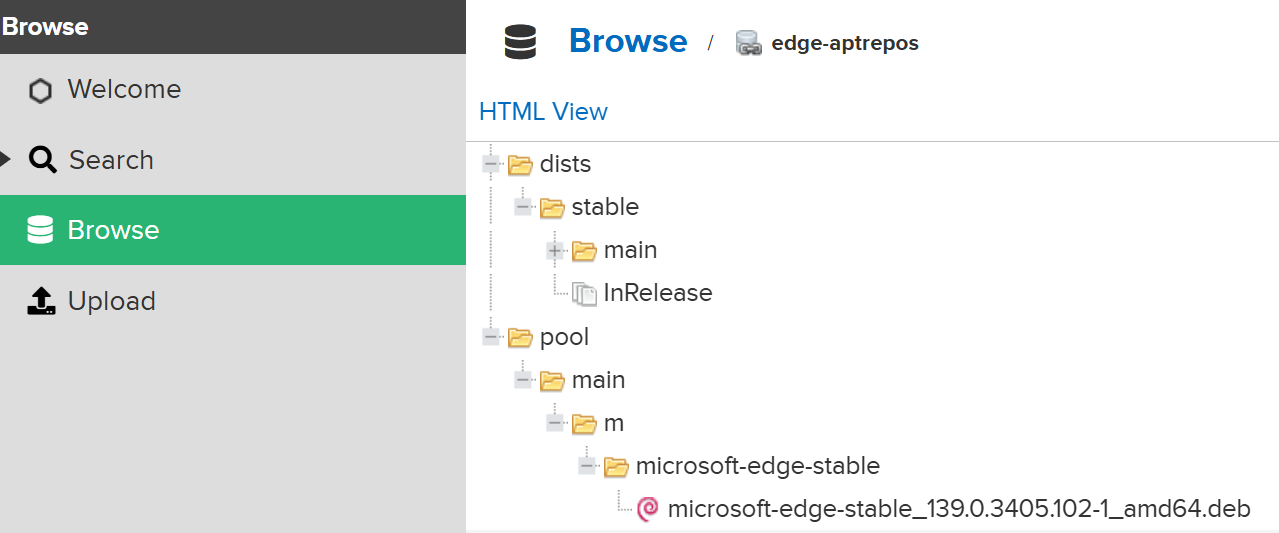 Browse
Welcome
Search
Browse
Upload
Browse / edge-aptrepos
HTML View
dists
stable
main
InRelease
pool
main
m
microsoft-edge-stable
microsoft-edge-stable_139.0.3405.102-1_amd64.deb